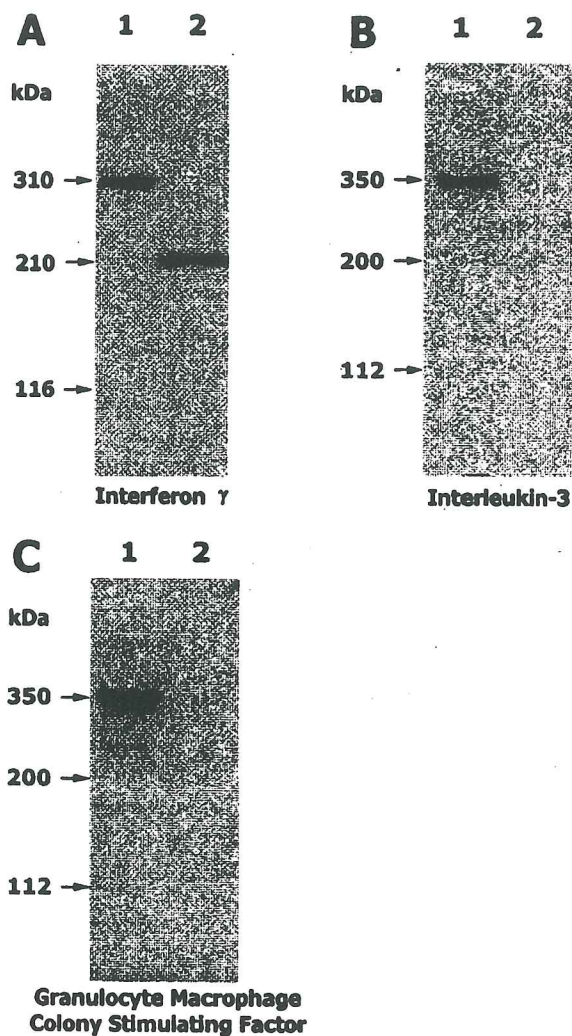 A
1 2
kDa
310
210
116
Interferon γ
B
1 2
350
200
112
Interleukin-3
C
1 2
kDa
350
200
112
Granulocyte Macrophage
Colony Stimulating Factor